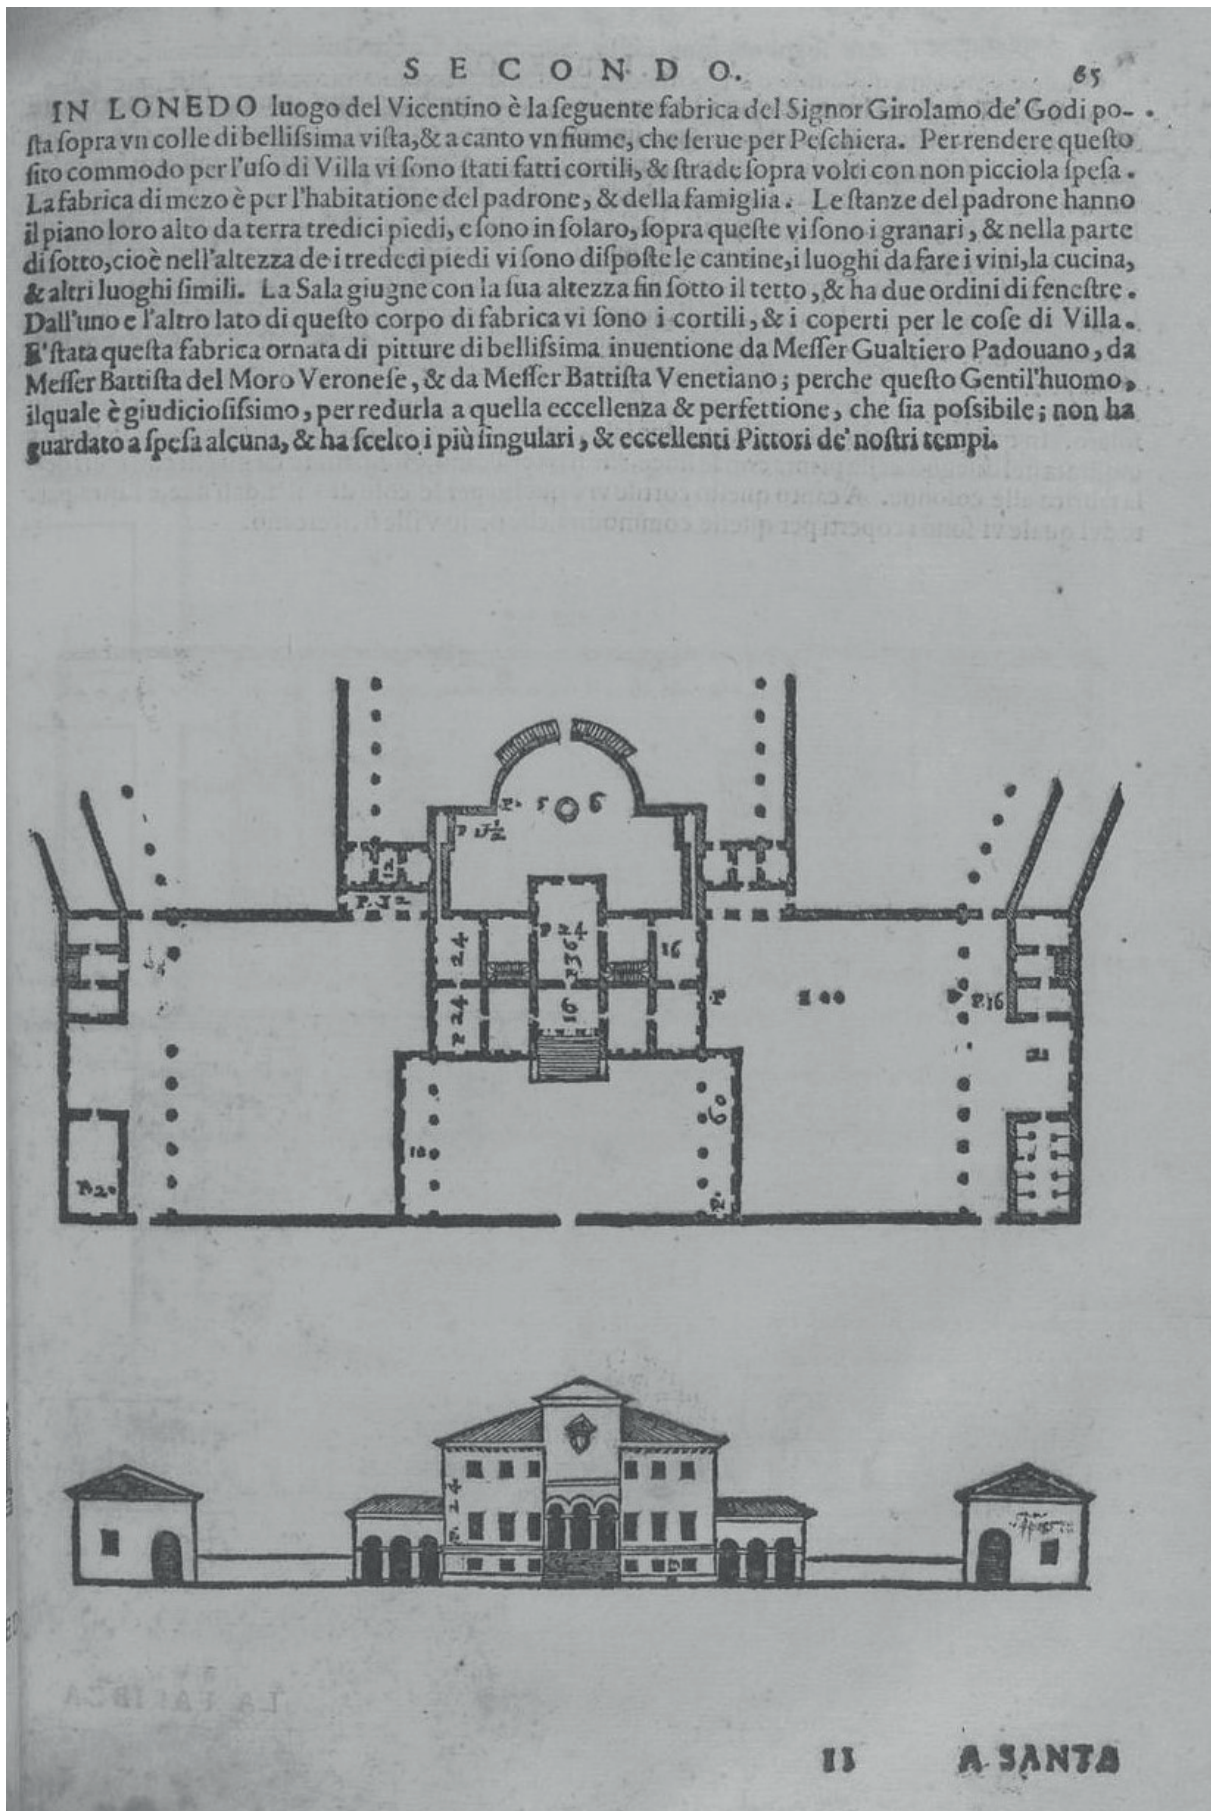 SECONDO. 65
IN LONEDO luogo del Vicentino è la ſeguente fabrica del Signor Girolamo de' Godi po-
ſta ſopra vn colle di belliſsima viſta, & a canto vn fiume, che ſerue per Peſchiera. Per rendere queſto
ſito commodo per l'uſo di Villa vi ſono ſtati fatti cortili, & ſtrade ſopra volti con non picciola ſpeſa.
La fabrica di mezo è per l'habitatione del padrone, & della famiglia. Le ſtanze del padrone hanno
il piano loro alto da terra tredici piedi, e ſono in ſolaro, ſopra queſte vi ſono i granari, & nella parte
di ſotto, cioè nell'altezza de i tredeci piedi vi ſono diſpoſte le cantine, i luoghi da fare i vini, la cucina,
& altri luoghi ſimili. La Sala giugne con la ſua altezza fin ſotto il tetto, & ha due ordini di feneſtre.
Dall'uno e l'altro lato di queſto corpo di fabrica vi ſono i cortili, & i coperti per le coſe di Villa.
E' ſtata queſta fabrica ornata di pitture di belliſsima inuentione da Meſſer Gualtiero Padouano, da
Meſſer Battiſta del Moro Veroneſe, & da Meſſer Battiſta Venetiano; perche queſto Gentil'huomo,
ilquale è giudicioſiſsimo, per redurla a quella eccellenza & perfettione, che ſia poſsibile; non ha
guardato a ſpeſa alcuna, & ha ſcelto i più ſingulari, & eccellenti Pittori de' noſtri tempi.
P. 5 6
P 24
P 36
24
16
P 24
16
P
P. 16
10
60
P.
P. 20
P. 24
II A SANTA